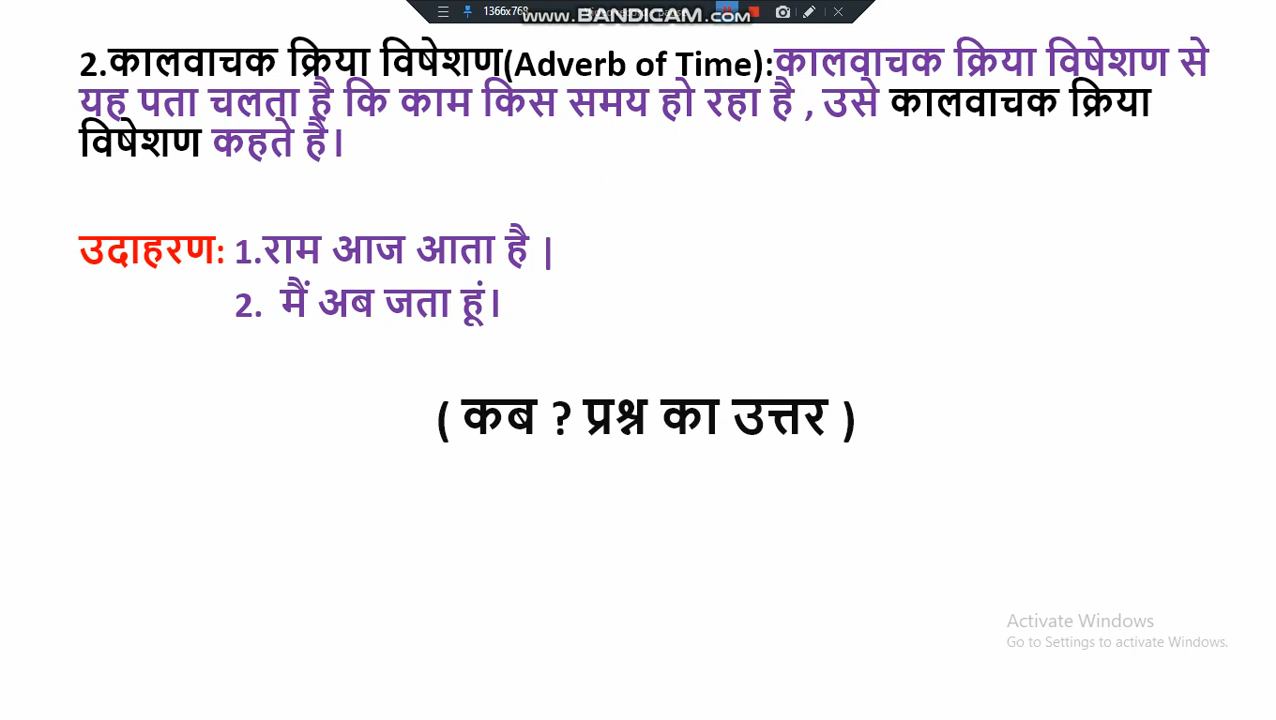 1366x768
www.BANDICAM.com
2.कालवाचक क्रिया विषेशण(Adverb of Time):कालवाचक क्रिया विषेशण से
यह पता चलता है कि काम किस समय हो रहा है , उसे कालवाचक क्रिया
विषेशण कहते है।
उदाहरण: 1.राम आज आता है |
2. मैं अब जता हूं।
( कब ? प्रश्न का उत्तर )
Activate Windows
Go to Settings to activate Windows.